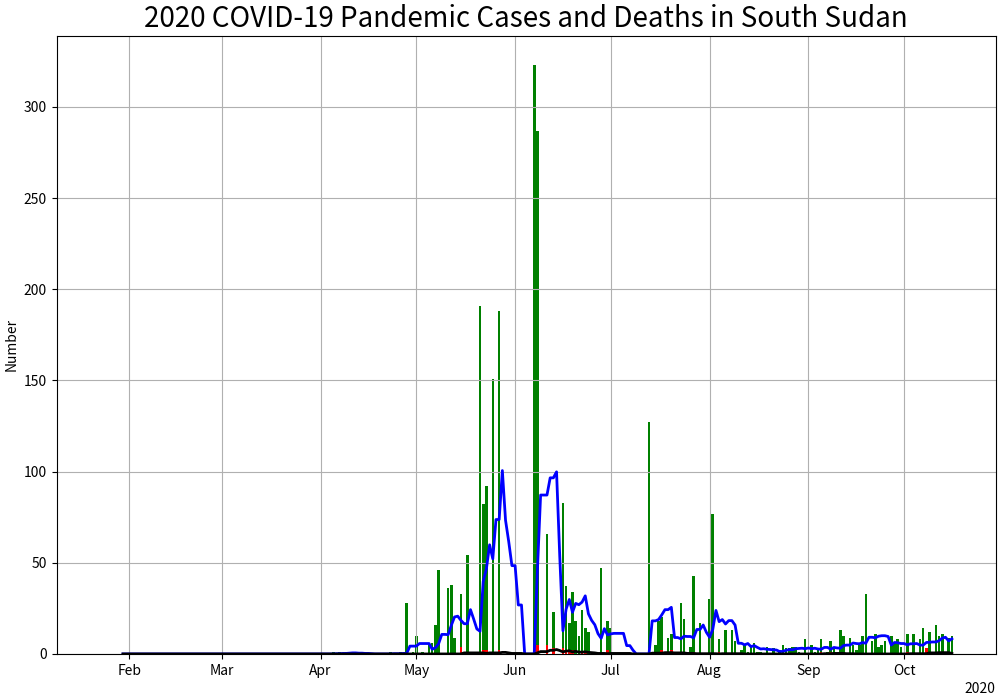 2020 COVID-19 Pandemic Cases and Deaths in South Sudan
Number
300
250
200
150
100
50
0
Feb Mar Apr May Jun Jul Aug Sep Oct
2020